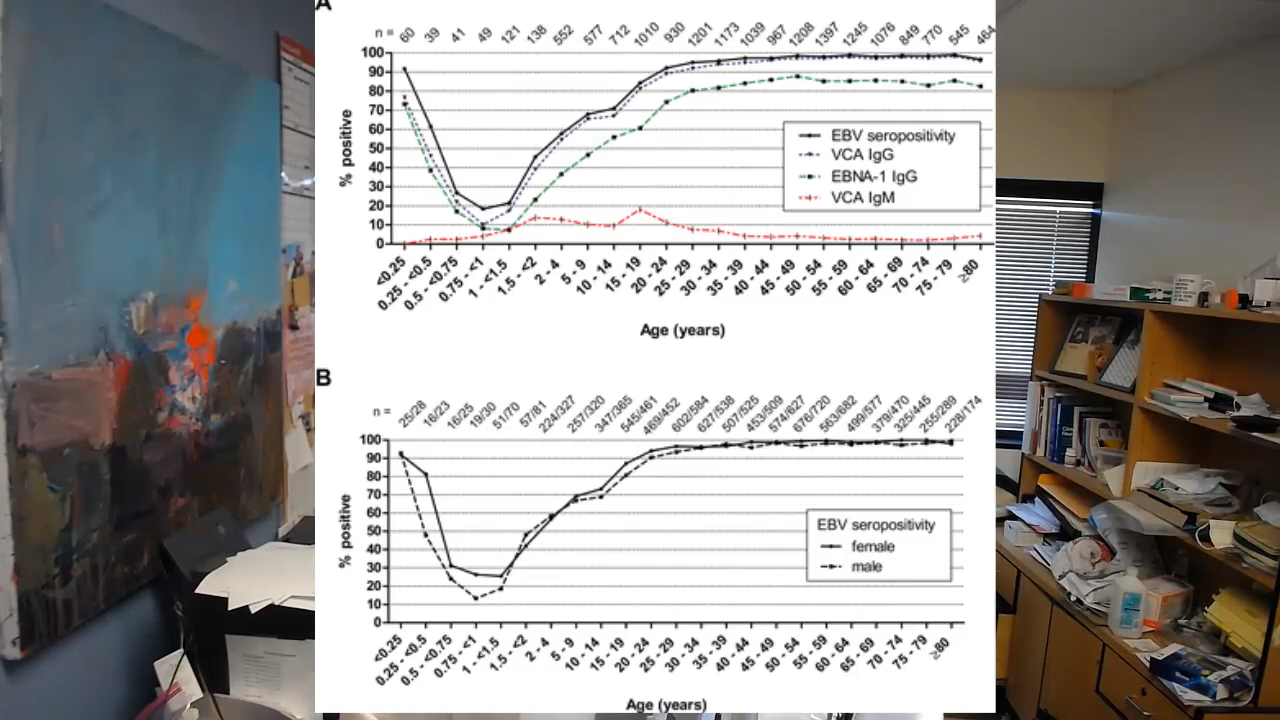 A
n = 60 39 41 49 121 138 552 577 712 1010 930 1201 1173 1039 967 1208 1397 1245 1076 849 770 545 464
100
90
80
70
60
50
40
30
20
10
0
% positive
EBV seropositivity
VCA IgG
EBNA-1 IgG
VCA IgM
<0.25 0.25 - <0.5 0.5 - <0.75 0.75 - <1 1 - <1.5 1.5 - <2 2 - 4 5 - 9 10 - 14 15 - 19 20 - 24 25 - 29 30 - 34 35 - 39 40 - 44 45 - 49 50 - 54 55 - 59 60 - 64 65 - 69 70 - 74 75 - 79 ≥80
Age (years)
B
n = 25/28 16/23 16/25 19/30 51/70 57/81 224/327 257/320 347/365 545/461 469/452 602/584 627/538 507/525 453/509 574/627 676/720 563/682 499/577 379/470 325/445 255/289 228/174
100
90
80
70
60
50
40
30
20
10
0
% positive
EBV seropositivity
female
male
<0.25 0.25 - <0.5 0.5 - <0.75 0.75 - <1 1 - <1.5 1.5 - <2 2 - 4 5 - 9 10 - 14 15 - 19 20 - 24 25 - 29 30 - 34 35 - 39 40 - 44 45 - 49 50 - 54 55 - 59 60 - 64 65 - 69 70 - 74 75 - 79 ≥80
Age (years)